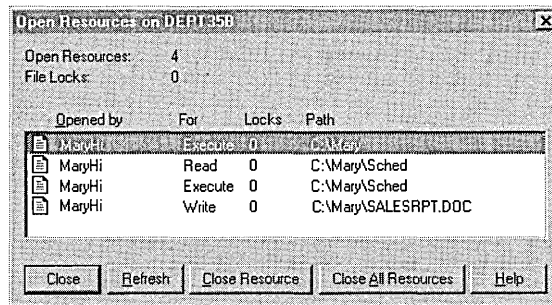 Open Resources on DEPT35B
Open Resources: 4
File Locks: 0
Opened by For Locks Path
MaryHi Execute 0 C:\Mary
MaryHi Read 0 C:\Mary\Sched
MaryHi Execute 0 C:\Mary\Sched
MaryHi Write 0 C:\Mary\SALESRPT.DOC
Close Refresh Close Resource Close All Resources Help